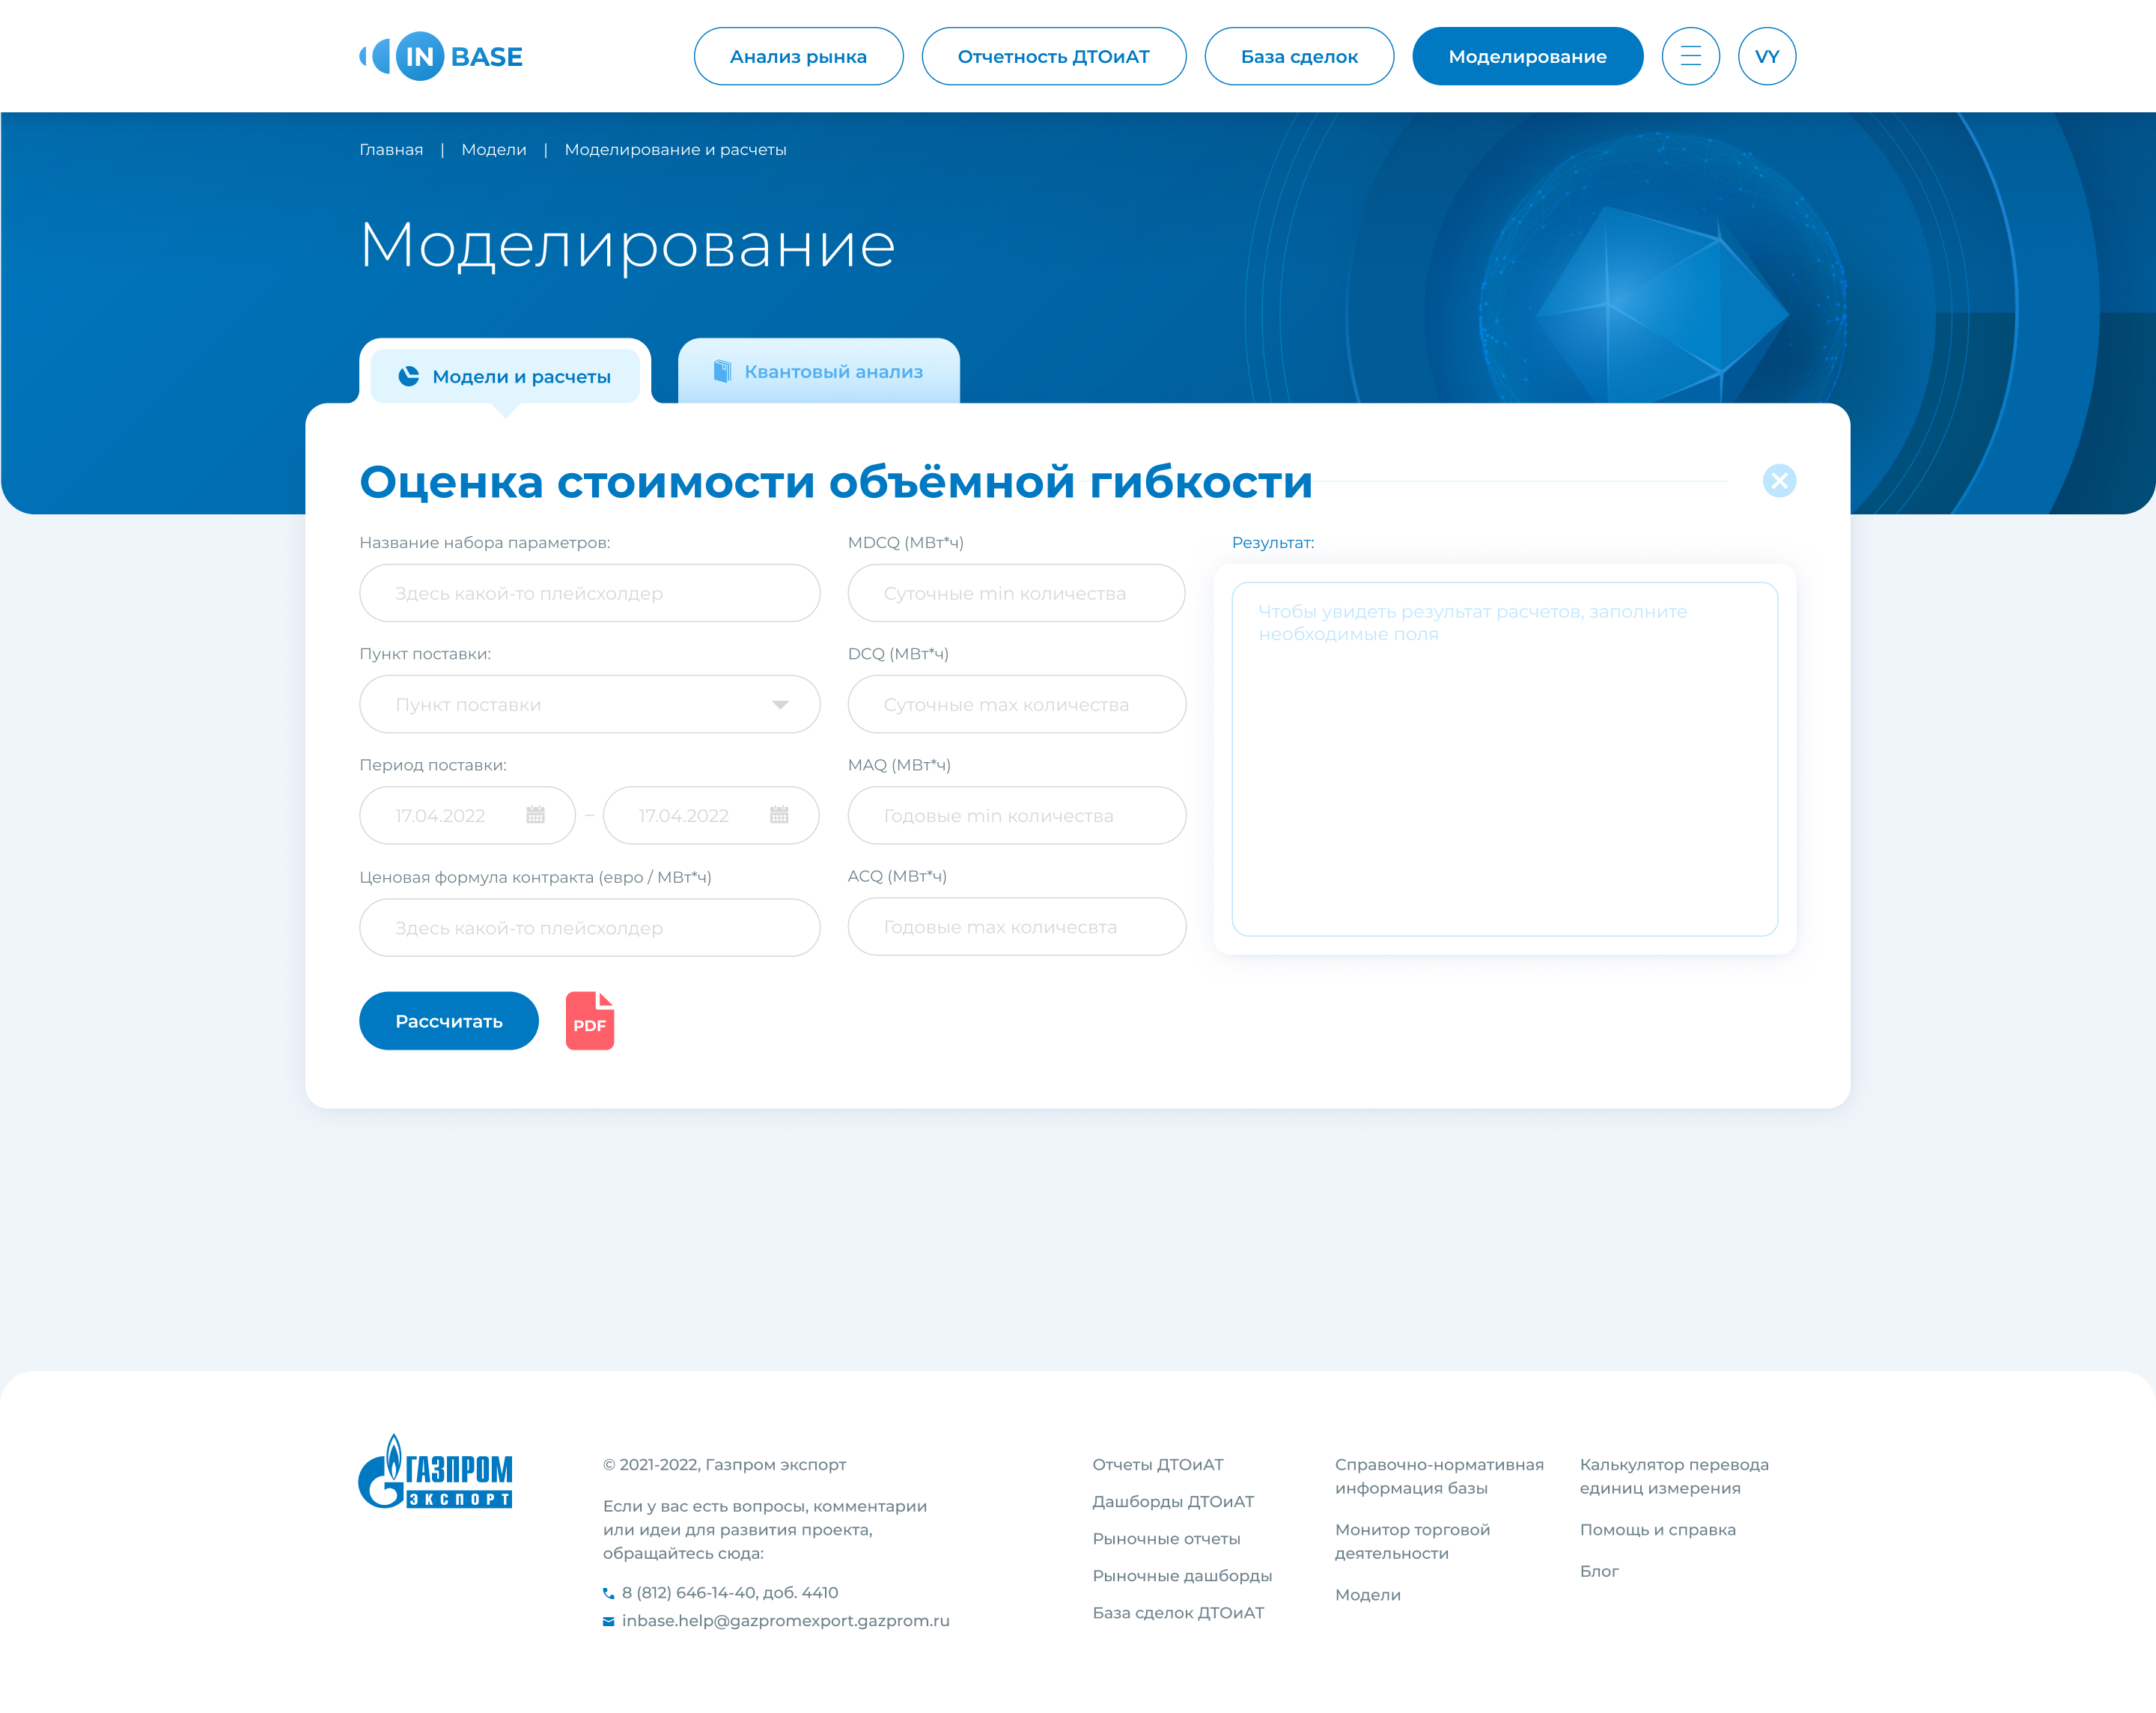 IN BASE
Анализ рынка
Отчетность ДТОиАТ
База сделок
Моделирование
VY
Главная | Модели | Моделирование и расчеты
Моделирование
Модели и расчеты
Квантовый анализ
Оценка стоимости объёмной гибкости
Название набора параметров:
Здесь какой-то плейсхолдер
Пункт поставки:
Пункт поставки
Период поставки:
17.04.2022 – 17.04.2022
Ценовая формула контракта (евро / МВт*ч)
Здесь какой-то плейсхолдер
MDCQ (МВт*ч)
Суточные min количества
DCQ (МВт*ч)
Суточные max количества
MAQ (МВт*ч)
Годовые min количества
ACQ (МВт*ч)
Годовые max количесвта
Результат:
Чтобы увидеть результат расчетов, заполните
необходимые поля
Рассчитать
PDF
ГАЗПРОМ
ЭКСПОРТ
© 2021-2022, Газпром экспорт
Если у вас есть вопросы, комментарии
или идеи для развития проекта,
обращайтесь сюда:
8 (812) 646-14-40, доб. 4410
inbase.help@gazpromexport.gazprom.ru
Отчеты ДТОиАТ
Дашборды ДТОиАТ
Рыночные отчеты
Рыночные дашборды
База сделок ДТОиАТ
Справочно-нормативная
информация базы
Монитор торговой
деятельности
Модели
Калькулятор перевода
единиц измерения
Помощь и справка
Блог